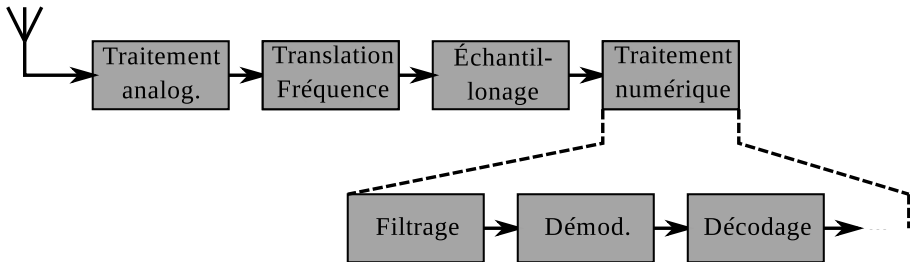 Traitement
analog.
Translation
Fréquence
Échantil-
lonage
Traitement
numérique
Filtrage
Démod.
Décodage